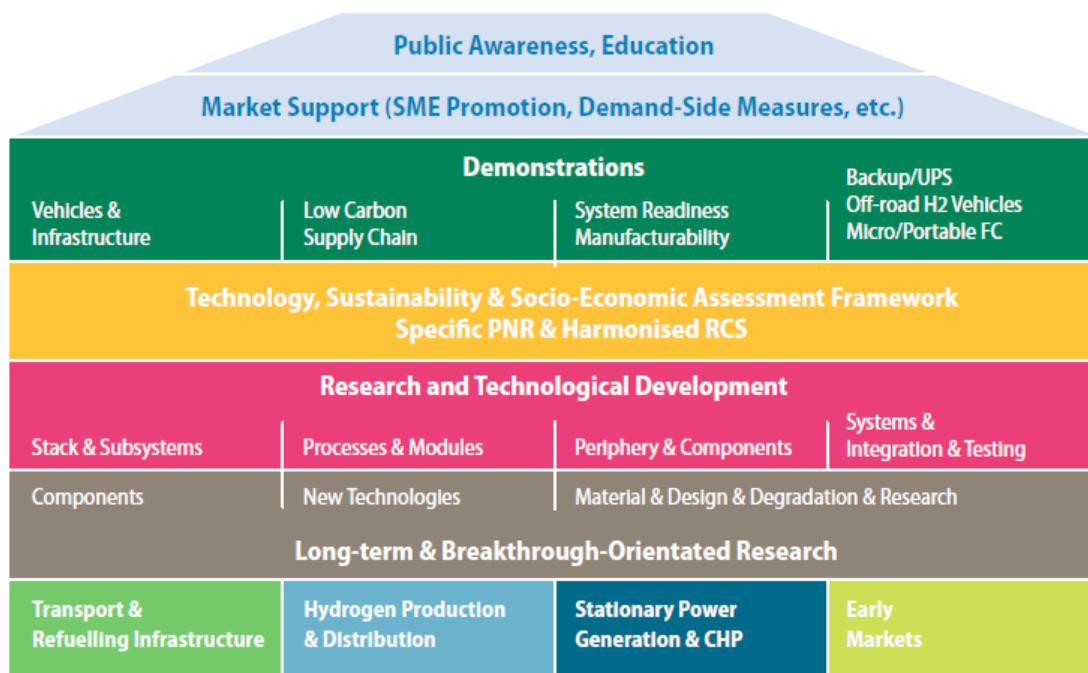 Public Awareness, Education
Market Support (SME Promotion, Demand-Side Measures, etc.)
Demonstrations
Vehicles &
Infrastructure
Low Carbon
Supply Chain
System Readiness
Manufacturability
Backup/UPS
Off-road H2 Vehicles
Micro/Portable FC
Technology, Sustainability & Socio-Economic Assessment Framework
Specific PNR & Harmonised RCS
Research and Technological Development
Stack & Subsystems
Processes & Modules
Periphery & Components
Systems &
Integration & Testing
Components
New Technologies
Material & Design & Degradation & Research
Long-term & Breakthrough-Orientated Research
Transport &
Refuelling Infrastructure
Hydrogen Production
& Distribution
Stationary Power
Generation & CHP
Early
Markets